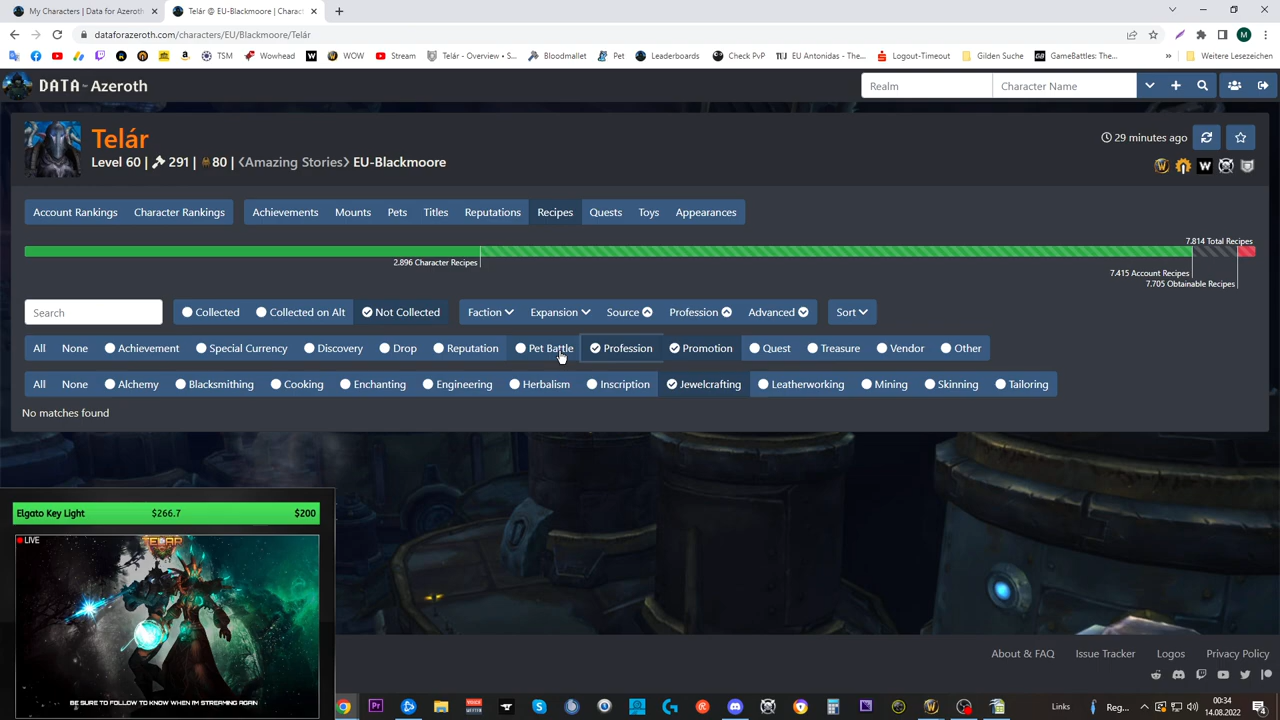 My Characters | Data for Azeroth
Telár @ EU-Blackmoore | Charact
dataforazeroth.com/characters/EU/Blackmoore/Telár
TSM
Wowhead
WOW
Stream
Telár - Overview • S...
Bloodmallet
Pet
Leaderboards
Check PvP
EU Antonidas - The...
Logout-Timeout
Gilden Suche
GameBattles: The...
»
Weitere Lesezeichen
DATA for Azeroth
Realm
Character Name
Telár
29 minutes ago
Level 60 | 291 | 80 | <Amazing Stories> EU-Blackmoore
Account Rankings
Character Rankings
Achievements
Mounts
Pets
Titles
Reputations
Recipes
Quests
Toys
Appearances
7.814 Total Recipes
2.896 Character Recipes
7.415 Account Recipes
7.705 Obtainable Recipes
Search
Collected
Collected on Alt
Not Collected
Faction
Expansion
Source
Profession
Advanced
Sort
All
None
Achievement
Special Currency
Discovery
Drop
Reputation
Pet Battle
Profession
Promotion
Quest
Treasure
Vendor
Other
All
None
Alchemy
Blacksmithing
Cooking
Enchanting
Engineering
Herbalism
Inscription
Jewelcrafting
Leatherworking
Mining
Skinning
Tailoring
No matches found
Elgato Key Light
$266.7
$200
LIVE
TELAR
BE SURE TO FOLLOW TO KNOW WHEN IM STREAMING AGAIN
About & FAQ
Issue Tracker
Logos
Privacy Policy
Links
Reg...
00:34
14.08.2022